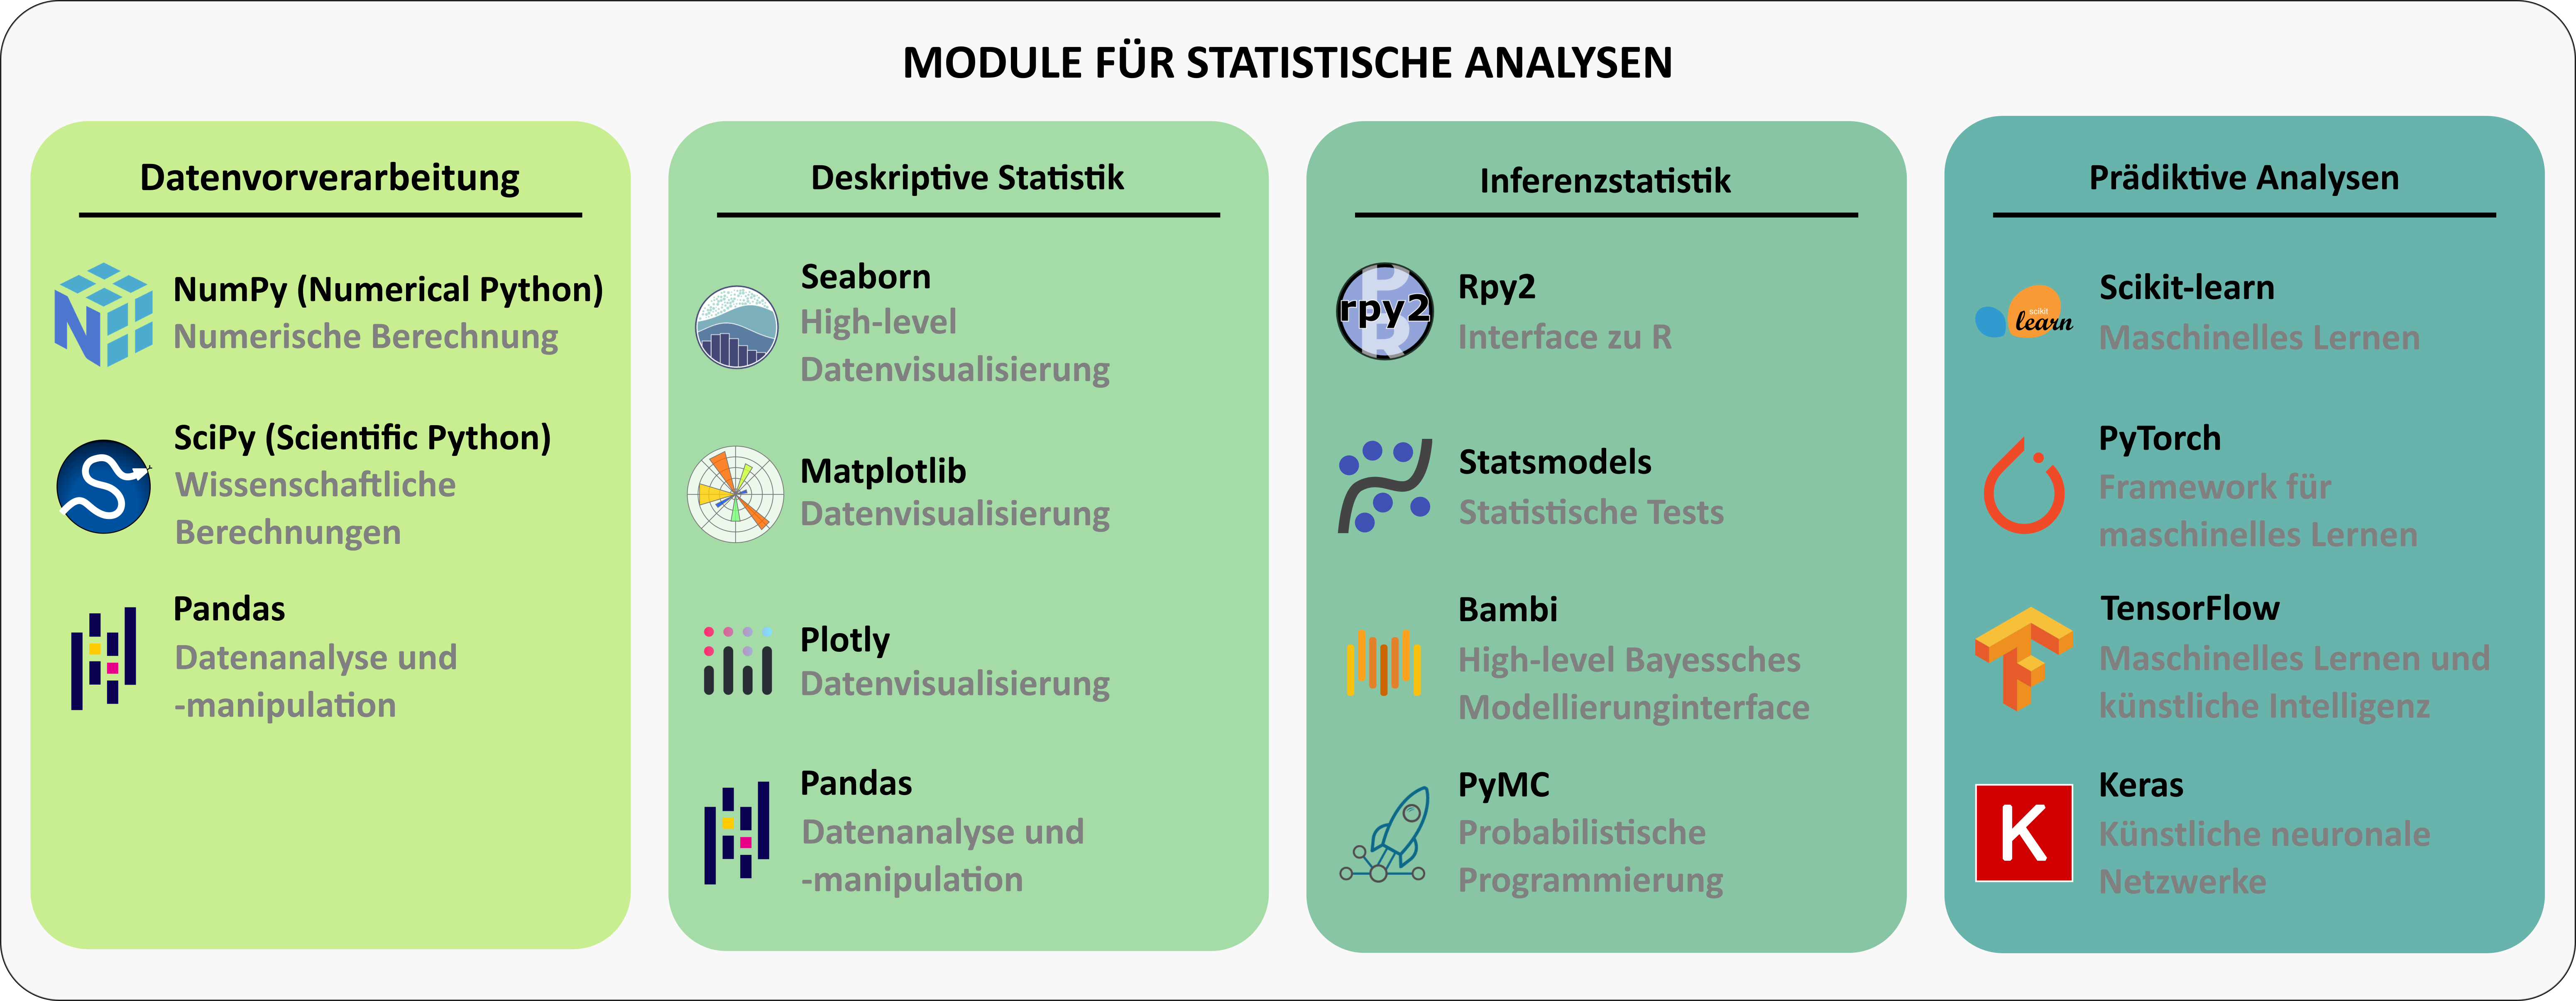 MODULE FÜR STATISTISCHE ANALYSEN
Datenvorverarbeitung
NumPy (Numerical Python)
Numerische Berechnung
SciPy (Scientific Python)
Wissenschaftliche
Berechnungen
Pandas
Datenanalyse und
-manipulation
Deskriptive Statistik
Seaborn
High-level
Datenvisualisierung
Matplotlib
Datenvisualisierung
Plotly
Datenvisualisierung
Pandas
Datenanalyse und
-manipulation
Inferenzstatistik
rpy2
Rpy2
Interface zu R
Statsmodels
Statistische Tests
Bambi
High-level Bayessches
Modellierunginterface
PyMC
Probabilistische
Programmierung
Prädiktive Analysen
scikit
learn
Scikit-learn
Maschinelles Lernen
PyTorch
Framework für
maschinelles Lernen
TensorFlow
Maschinelles Lernen und
künstliche Intelligenz
K
Keras
Künstliche neuronale
Netzwerke